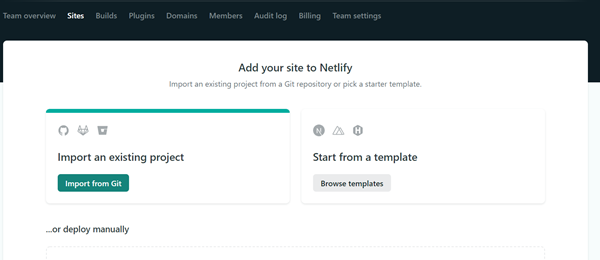 Team overview Sites Builds Plugins Domains Members Audit log Billing Team settings
Add your site to Netlify
Import an existing project from a Git repository or pick a starter template.
Import an existing project
Import from Git
Start from a template
Browse templates
...or deploy manually